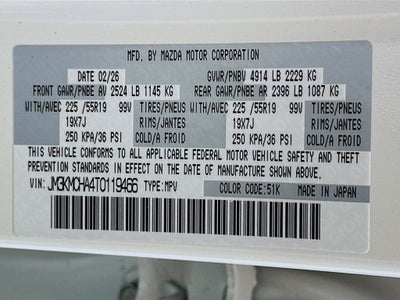 MFD. BY MAZDA MOTOR CORPORATION
DATE 02/26 GVWR/PNBV 4914 LB 2229 KG
FRONT GAWR/PNBE AV 2524 LB 1145 KG REAR GAWR/PNBE AR 2396 LB 1087 KG
WITH/AVEC 225 /55R19 99V TIRES/PNEUS WITH/AVEC 225 /55R19 99V TIRES/PNEUS
19X7J RIMS/JANTES 19X7J RIMS/JANTES
250 KPA/36 PSI COLD/A FROID 250 KPA/36 PSI COLD/A FROID
THIS VEHICLE CONFORMS TO ALL APPLICABLE FEDERAL MOTOR VEHICLE SAFETY, BUMPER, AND THEFT
PREVENTION STANDARDS IN EFFECT ON THE DATE OF MANUFACTURE SHOWN ABOVE.
VIN: JM3KMCHA4T0119466 TYPE: MPV COLOR CODE: 51K MADE IN JAPAN